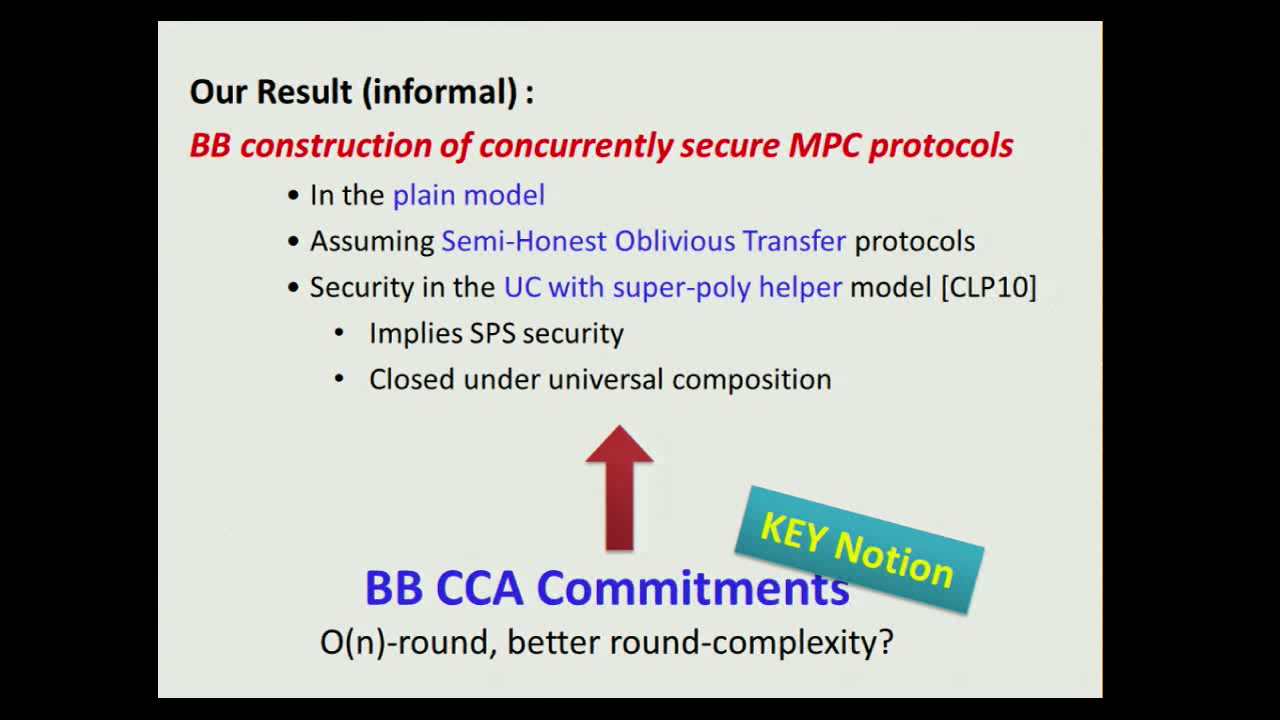 Our Result (informal) :
BB construction of concurrently secure MPC protocols
• In the plain model
• Assuming Semi-Honest Oblivious Transfer protocols
• Security in the UC with super-poly helper model [CLP10]
• Implies SPS security
• Closed under universal composition
KEY Notion
BB CCA Commitments
O(n)-round, better round-complexity?